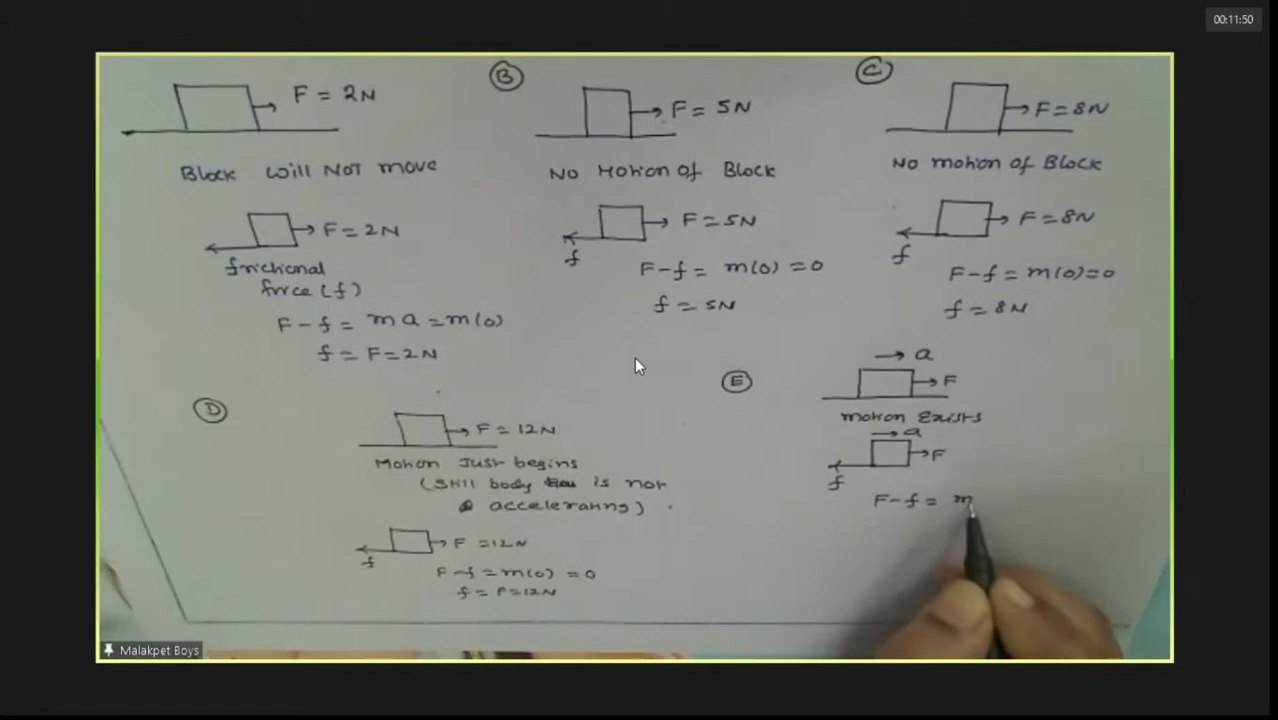 00:11:50
F = 2N
Block will NOT move
F = 2N
frictional
force (f)
F - f = ma = m(0)
f = F = 2N
B
F = 5N
No Motion of Block
F = 5N
f
F - f = m(0) = 0
f = 5N
C
F = 8N
No motion of Block
F = 8N
f
F - f = m(0) = 0
f = 8N
D
F = 12N
Motion Just begins
(Still body is not
accelerating)
F = 12N
f
F - f = m(0) = 0
f = F = 12N
E
a
F
motion Exists
a
F
f
F - f = m
Malakpet Boys